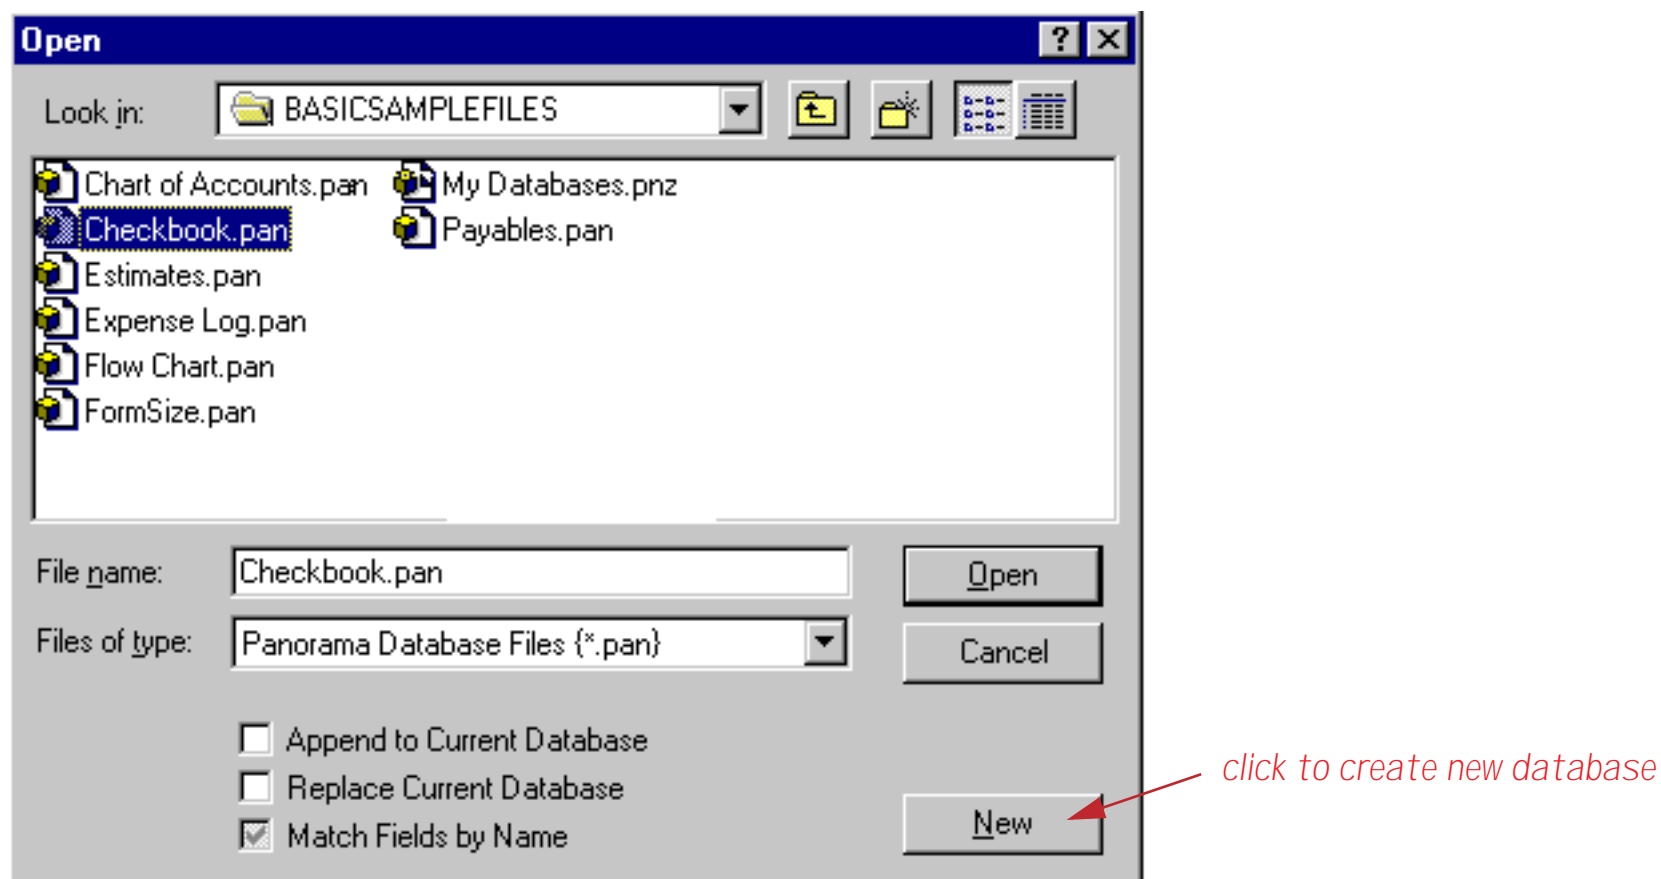 Open
Look in: BASICSAMPLEFILES
Chart of Accounts.pan My Databases.pnz
Checkbook.pan Payables.pan
Estimates.pan
Expense Log.pan
Flow Chart.pan
FormSize.pan
File name: Checkbook.pan Open
Files of type: Panorama Database Files {*.pan} Cancel
Append to Current Database
Replace Current Database
Match Fields by Name
New
click to create new database